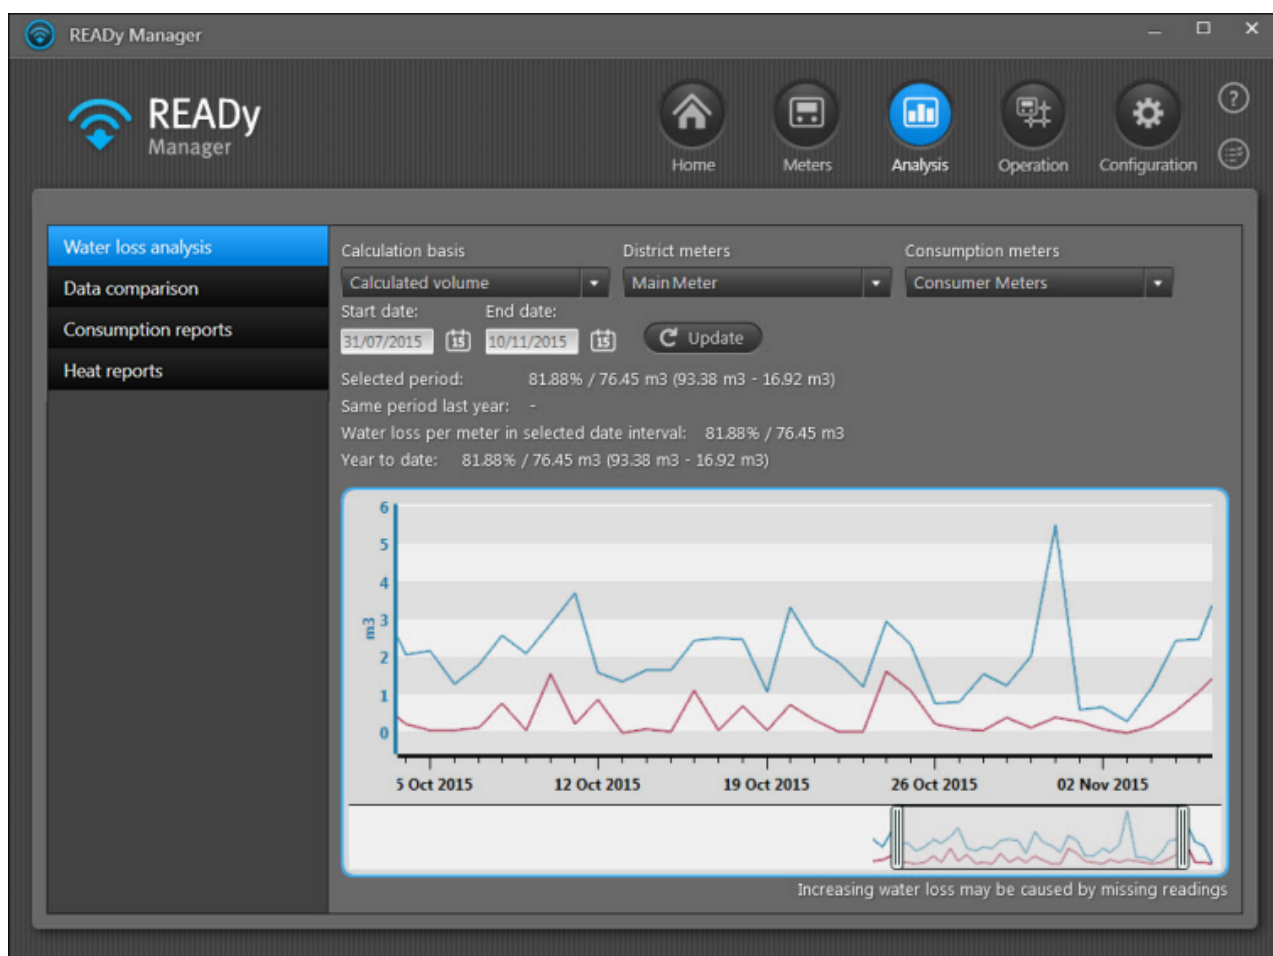 READy Manager
READy
Manager
Home
Meters
Analysis
Operation
Configuration
?
Water loss analysis
Data comparison
Consumption reports
Heat reports
Calculation basis
District meters
Consumption meters
Calculated volume
Main Meter
Consumer Meters
Start date:
End date:
31/07/2015
15
10/11/2015
15
Update
Selected period: 81.88% / 76.45 m3 (93.38 m3 - 16.92 m3)
Same period last year: -
Water loss per meter in selected date interval: 81.88% / 76.45 m3
Year to date: 81.88% / 76.45 m3 (93.38 m3 - 16.92 m3)
6
5
4
3
2
1
0
m3
5 Oct 2015
12 Oct 2015
19 Oct 2015
26 Oct 2015
02 Nov 2015
Increasing water loss may be caused by missing readings